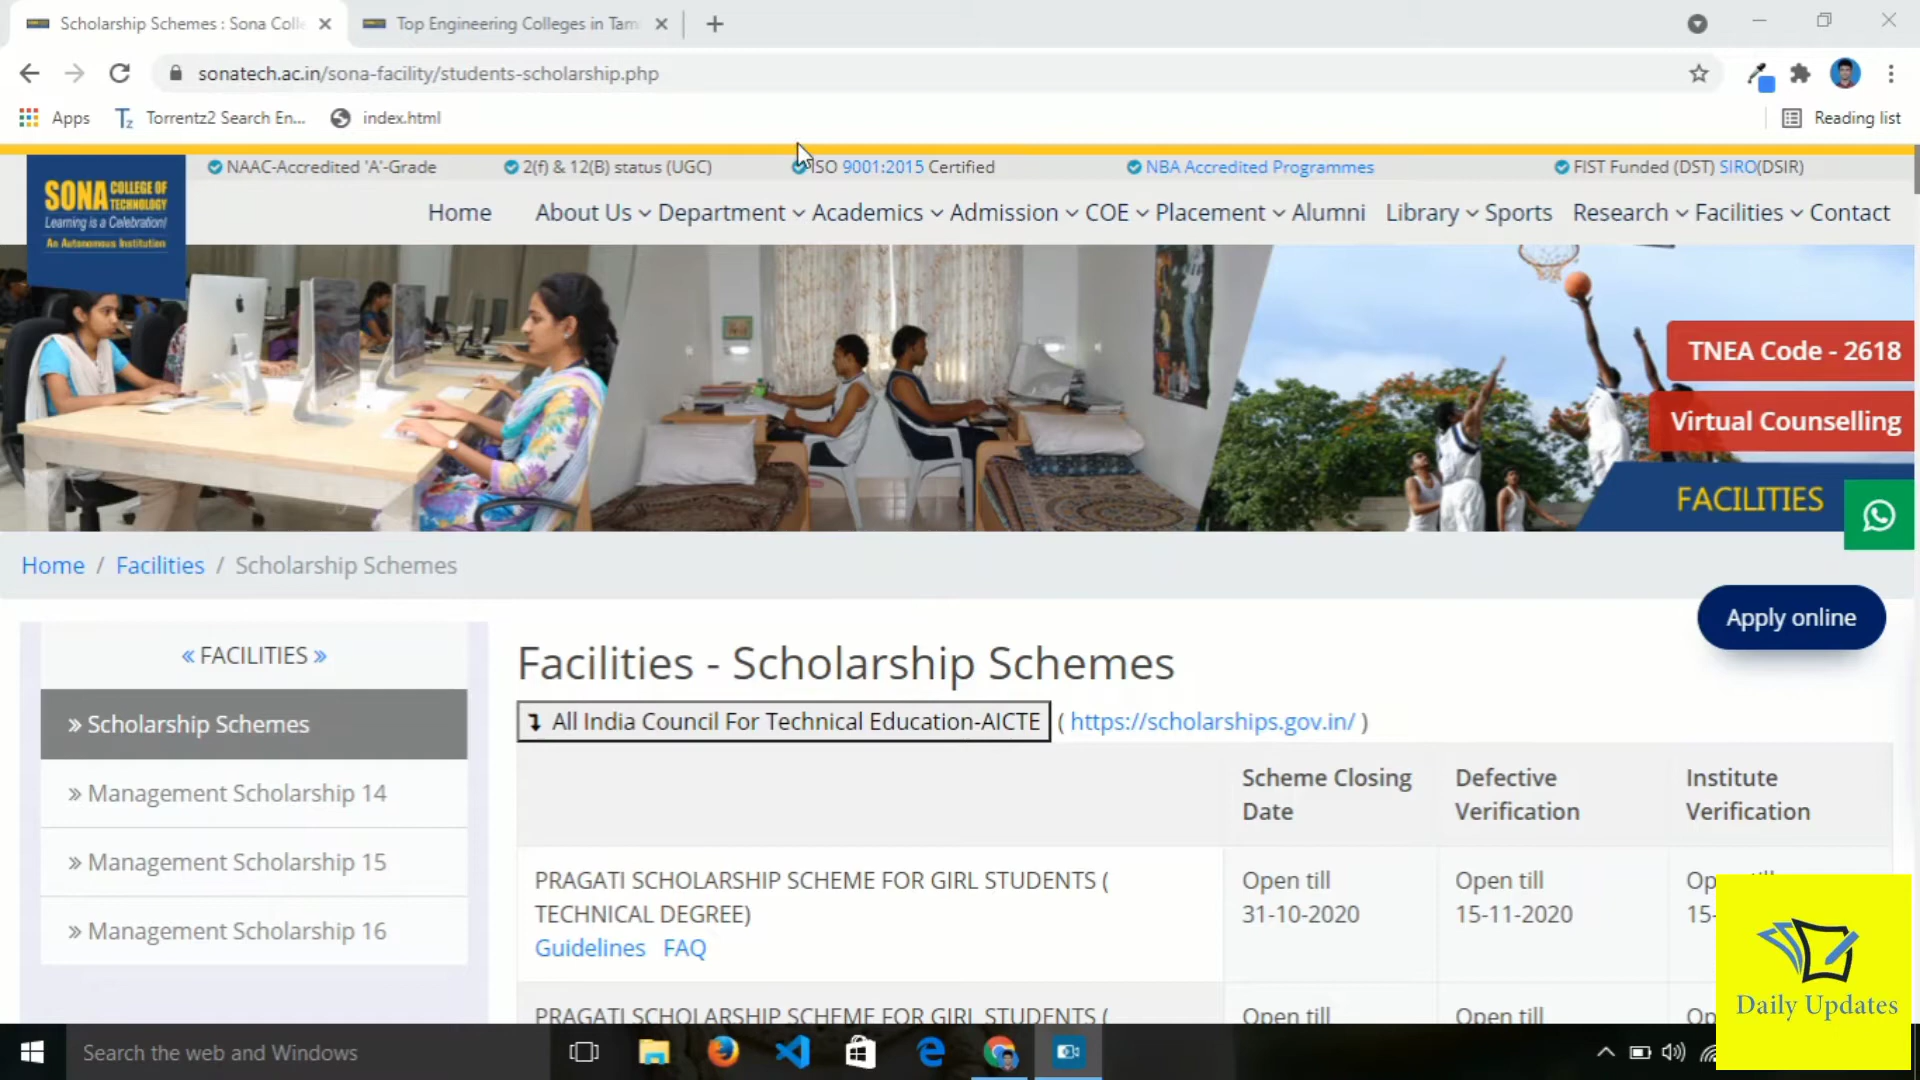 Scholarship Schemes : Sona Coll
Top Engineering Colleges in Tam
sonatech.ac.in/sona-facility/students-scholarship.php
Apps
Torrentz2 Search En...
index.html
Reading list
NAAC-Accredited 'A'-Grade
2(f) & 12(B) status (UGC)
ISO 9001:2015 Certified
NBA Accredited Programmes
FIST Funded (DST) SIRO(DSIR)
SONA COLLEGE OF
TECHNOLOGY
Learning is a Celebration!
An Autonomous Institution
Home About Us Department Academics Admission COE Placement Alumni Library Sports Research Facilities Contact
TNEA Code - 2618
Virtual Counselling
FACILITIES
Home / Facilities / Scholarship Schemes
Apply online
« FACILITIES »
» Scholarship Schemes
» Management Scholarship 14
» Management Scholarship 15
» Management Scholarship 16
Facilities - Scholarship Schemes
All India Council For Technical Education-AICTE ( https://scholarships.gov.in/ )
Scheme Closing
Date
Defective
Verification
Institute
Verification
PRAGATI SCHOLARSHIP SCHEME FOR GIRL STUDENTS (
TECHNICAL DEGREE)
Guidelines FAQ
Open till
31-10-2020
Open till
15-11-2020
Op
15-
PRAGATI SCHOLARSHIP SCHEME FOR GIRL STUDENTS (
Open till
Open till
Op
Daily Updates
Search the web and Windows